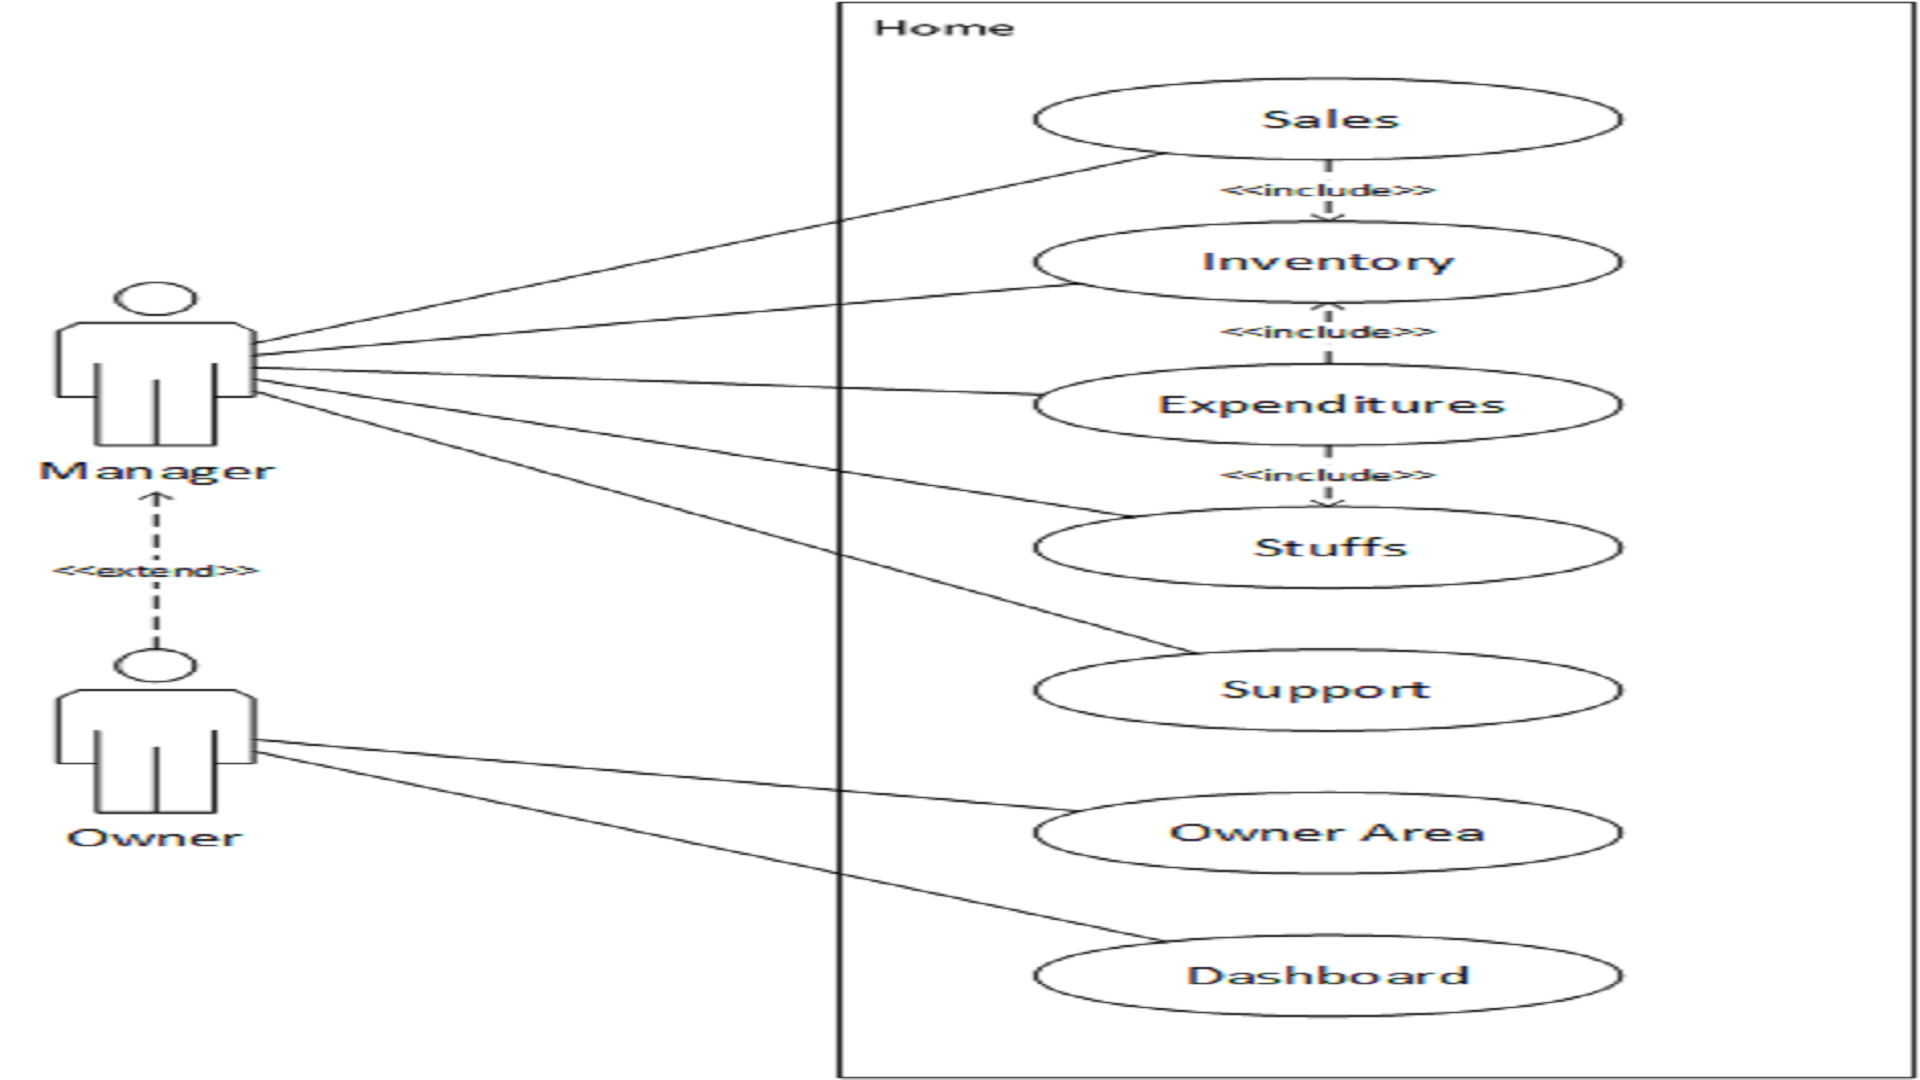 Home
Sales
<<include>>
Inventory
<<include>>
Expenditures
<<include>>
Stuffs
Support
Owner Area
Dashboard
Manager
<<extend>>
Owner